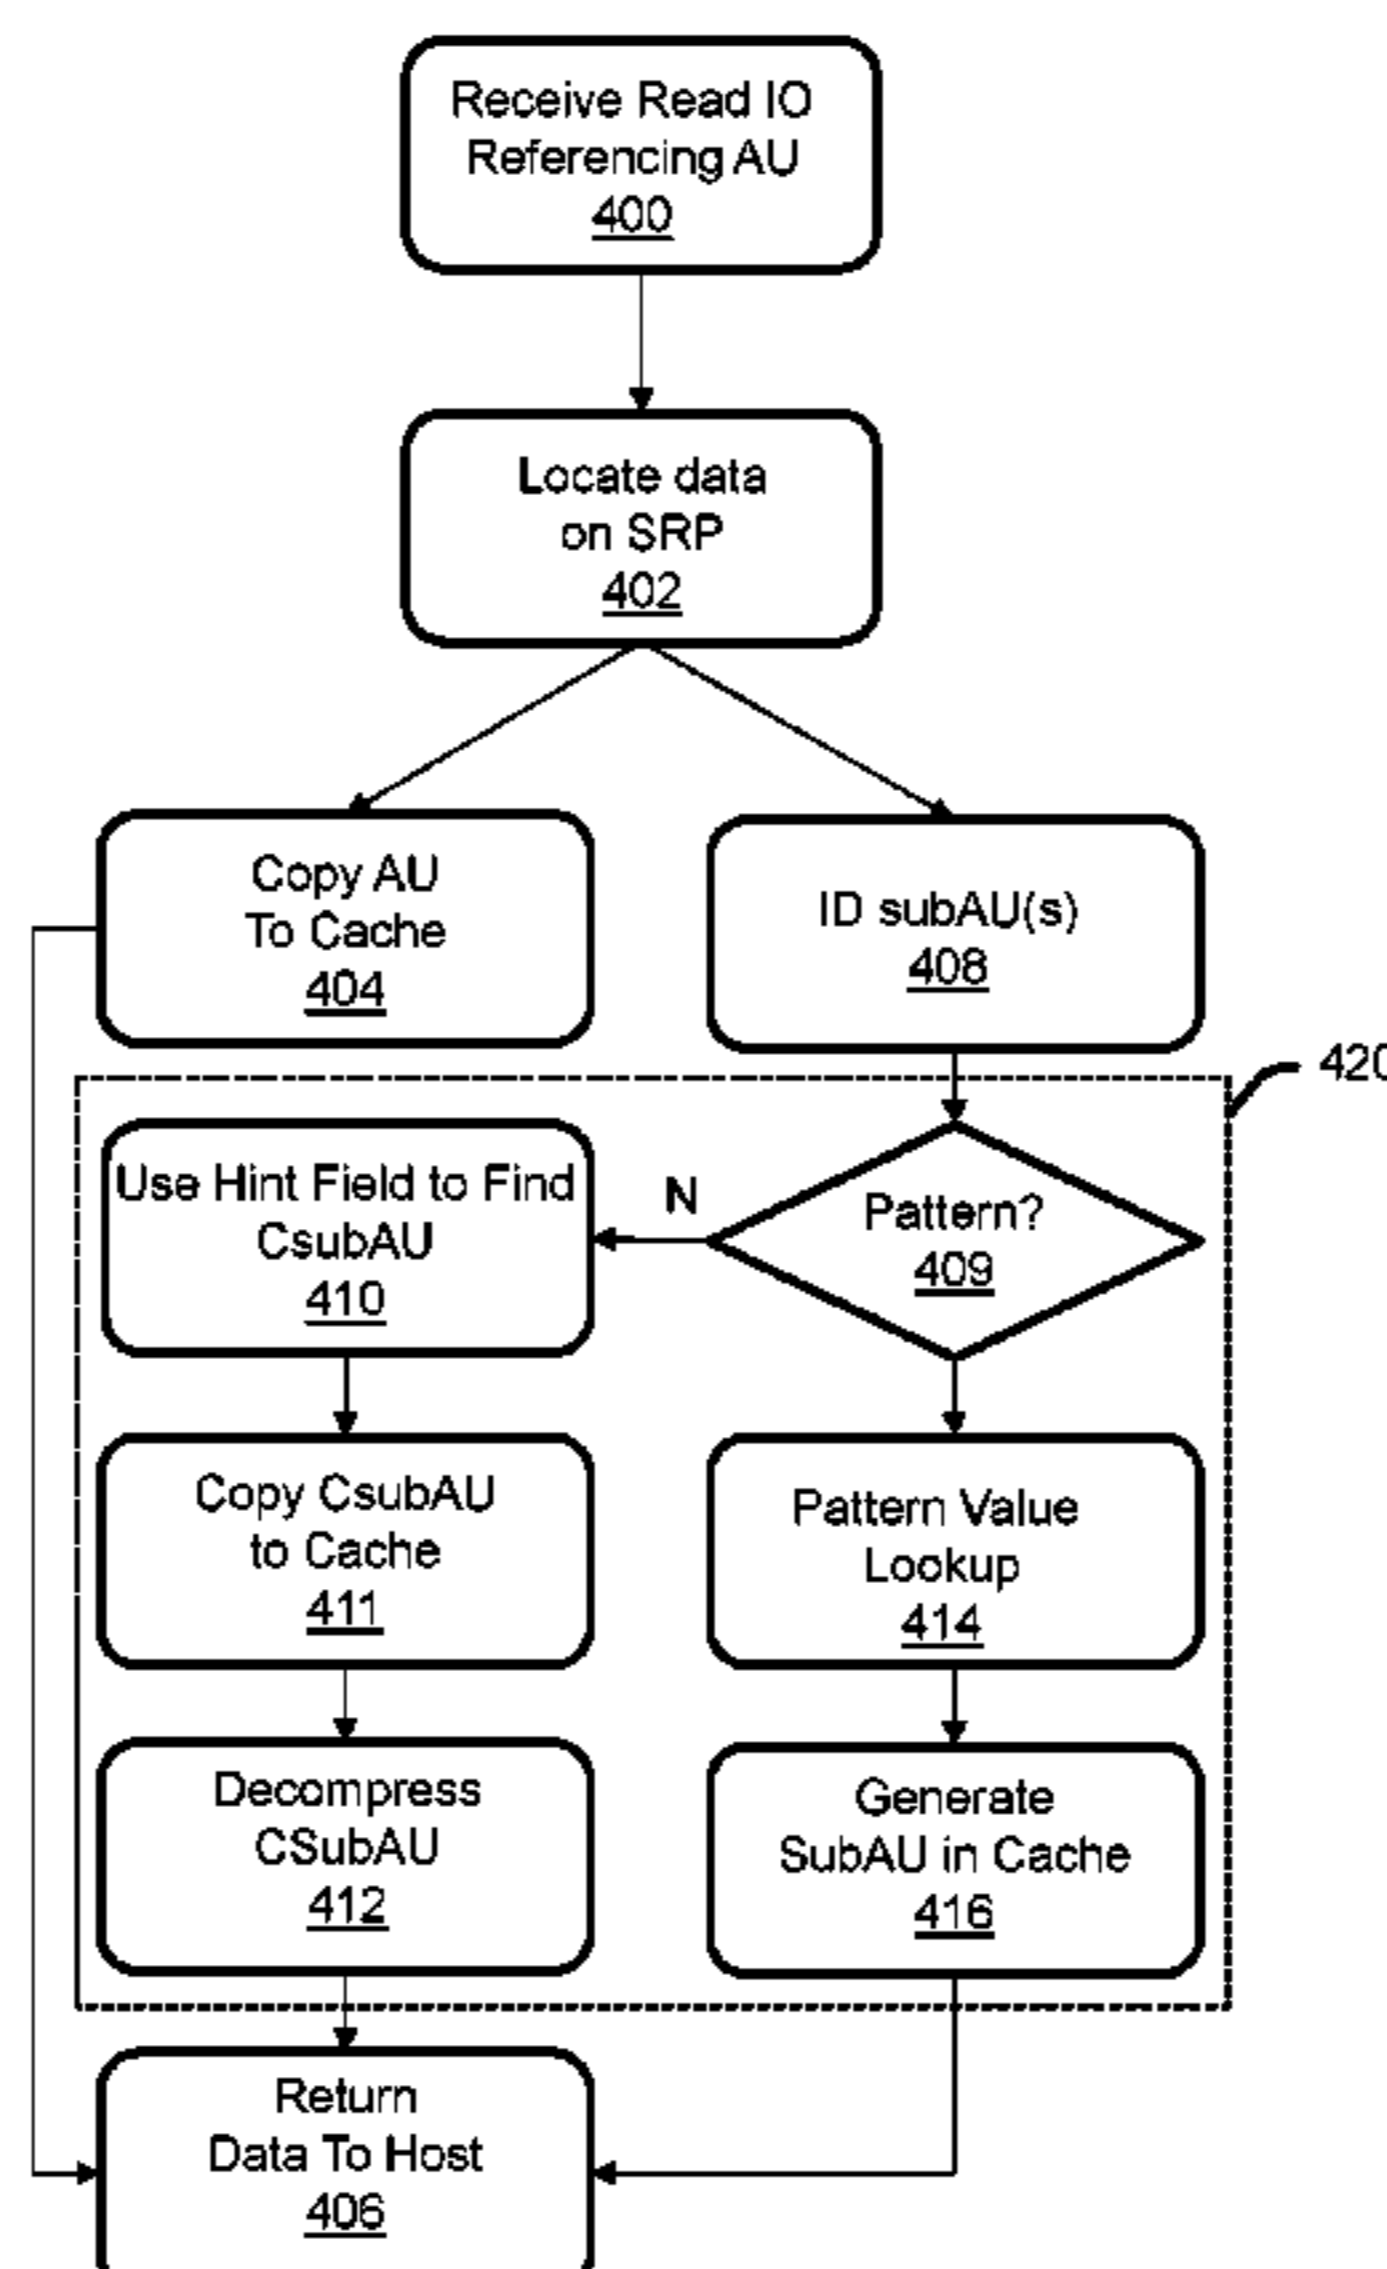 Receive Read IO
Referencing AU
400
Locate data
on SRP
402
Copy AU
To Cache
404
ID subAU(s)
408
420
Use Hint Field to Find
CsubAU
410
N
Pattern?
409
Copy CsubAU
to Cache
411
Pattern Value
Lookup
414
Decompress
CSubAU
412
Generate
SubAU in Cache
416
Return
Data To Host
406